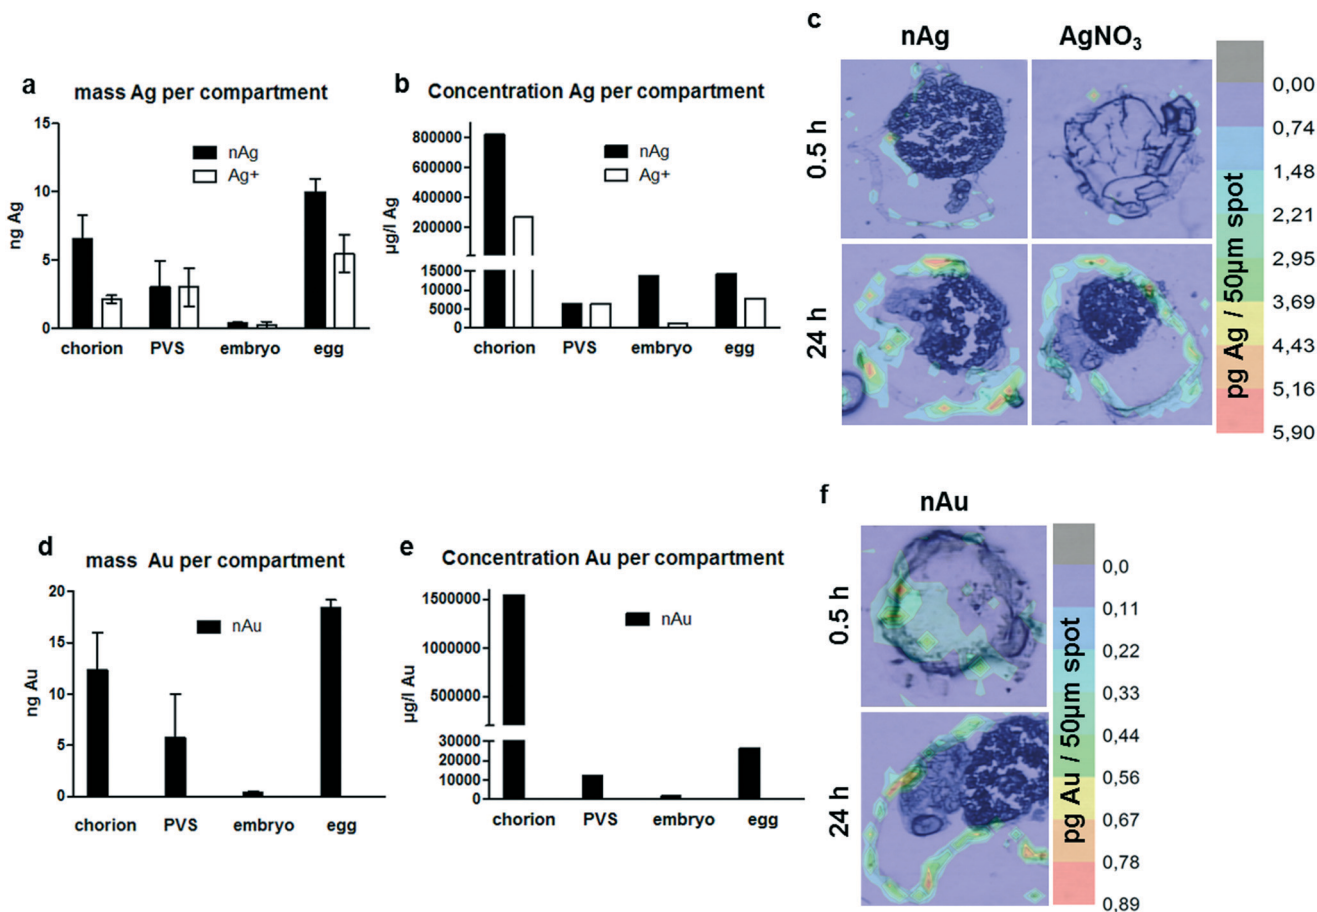 a
mass Ag per compartment
15
10
5
0
ng Ag
nAg
Ag+
chorion PVS embryo egg
b
Concentration Ag per compartment
800000
600000
400000
200000
15000
10000
5000
0
µg/l Ag
nAg
Ag+
chorion PVS embryo egg
c
nAg AgNO₃
0.5 h
24 h
pg Ag / 50µm spot
0,00
0,74
1,48
2,21
2,95
3,69
4,43
5,16
5,90
d
mass Au per compartment
20
15
10
5
0
ng Au
nAu
chorion PVS embryo egg
e
Concentration Au per compartment
1500000
1000000
500000
30000
20000
10000
0
µg/l Au
nAu
chorion PVS embryo egg
f
nAu
0.5 h
24 h
pg Au / 50µm spot
0,0
0,11
0,22
0,33
0,44
0,56
0,67
0,78
0,89